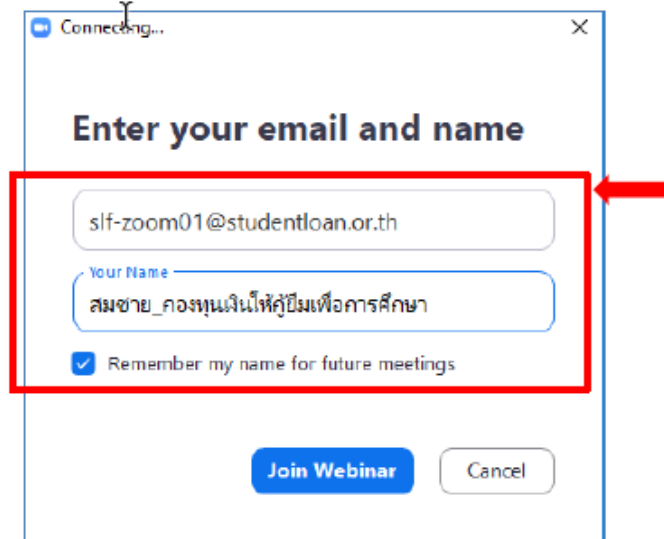 Connecting...
Enter your email and name
slf-zoom01@studentloan.or.th
Your Name
สมชาย_กองทุนเงินให้กู้ยืมเพื่อการศึกษา
Remember my name for future meetings
Join Webinar
Cancel